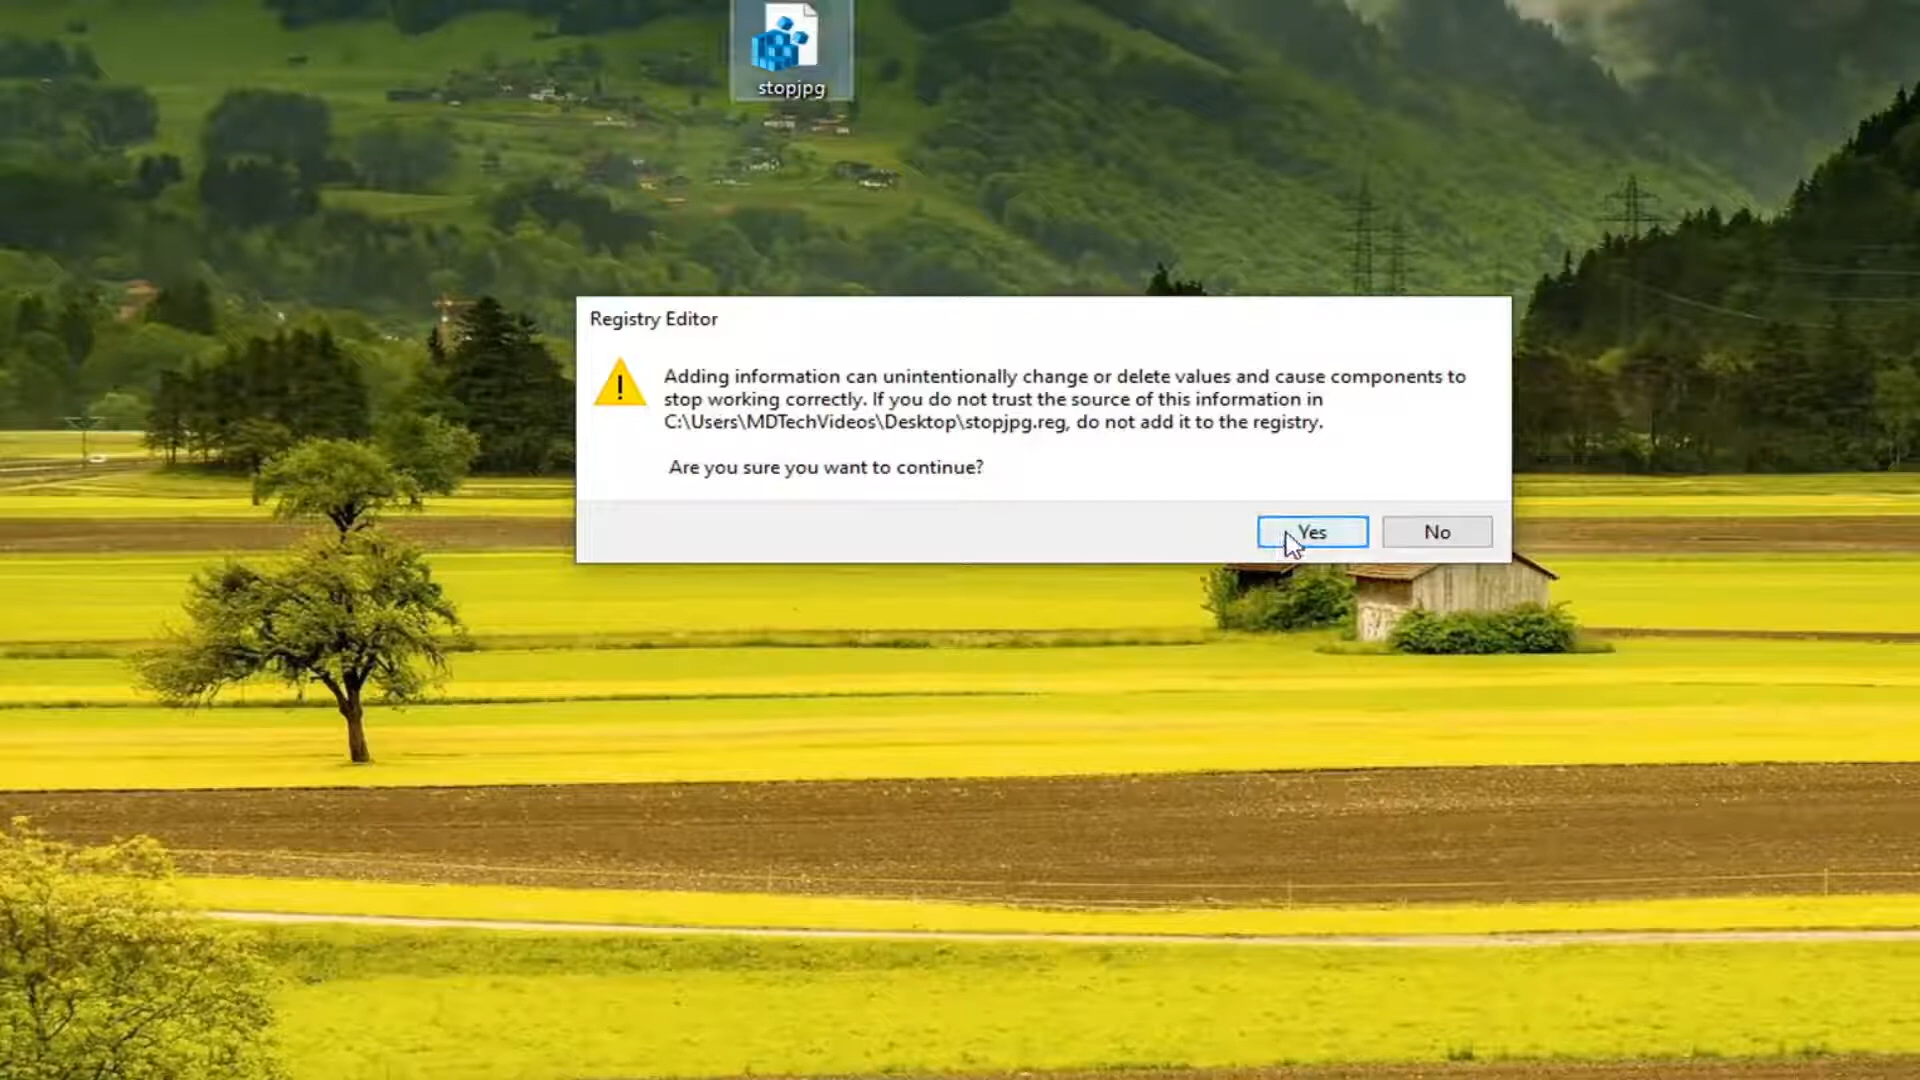 stopjpg
Registry Editor
Adding information can unintentionally change or delete values and cause components to
stop working correctly. If you do not trust the source of this information in
C:\Users\MDTechVideos\Desktop\stopjpg.reg, do not add it to the registry.
Are you sure you want to continue?
Yes
No